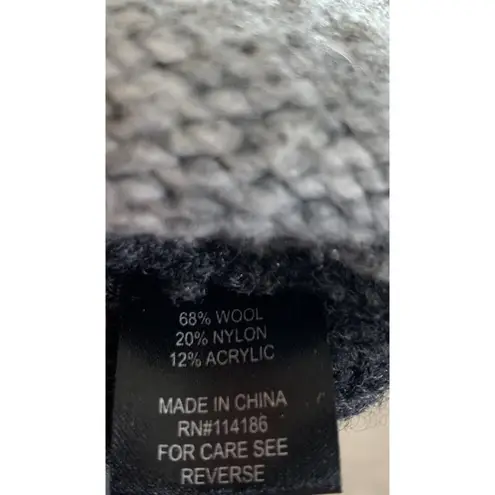 68% WOOL
20% NYLON
12% ACRYLIC
MADE IN CHINA
RN#114186
FOR CARE SEE
REVERSE